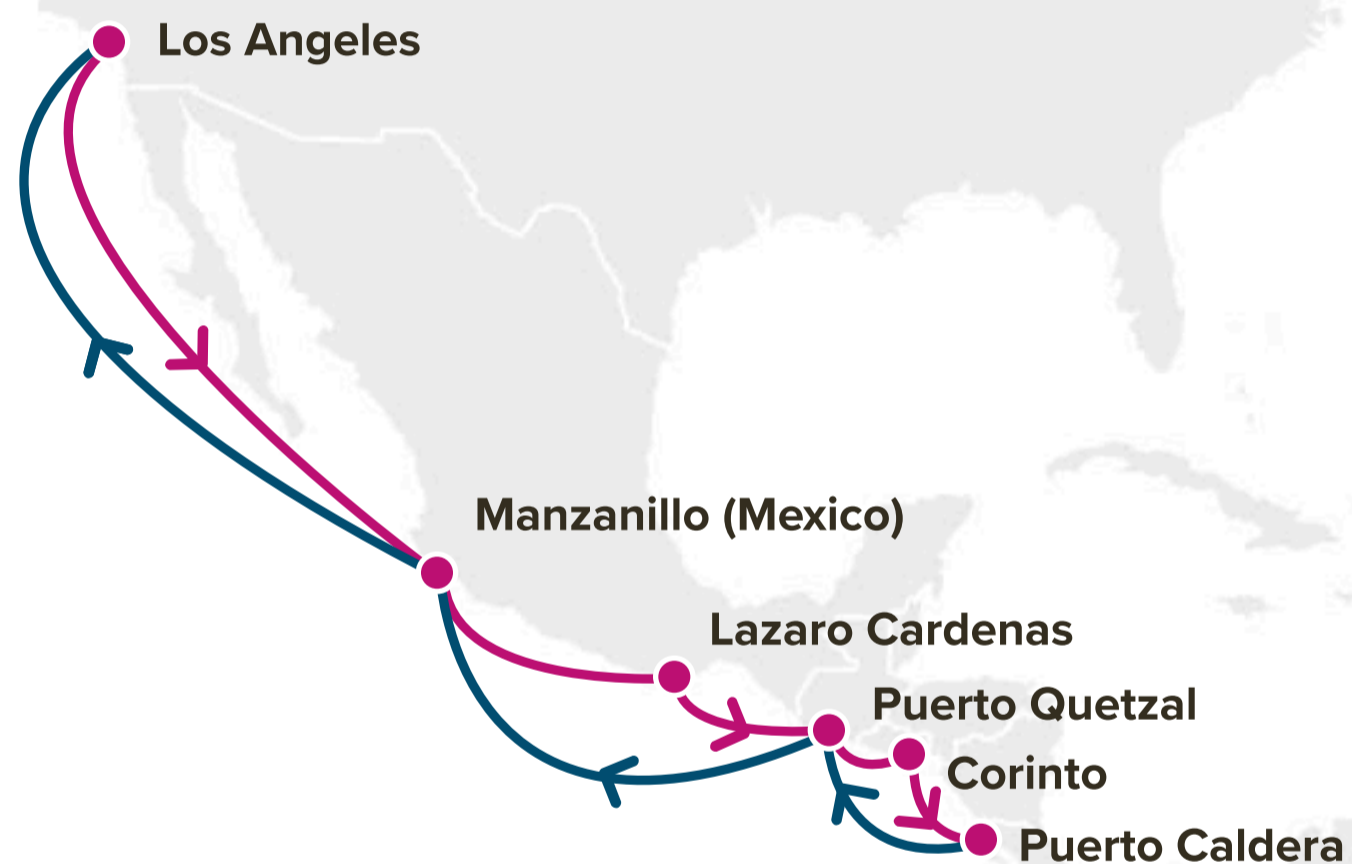 Los Angeles
Manzanillo (Mexico)
Lazaro Cardenas
Puerto Quetzal
Corinto
Puerto Caldera